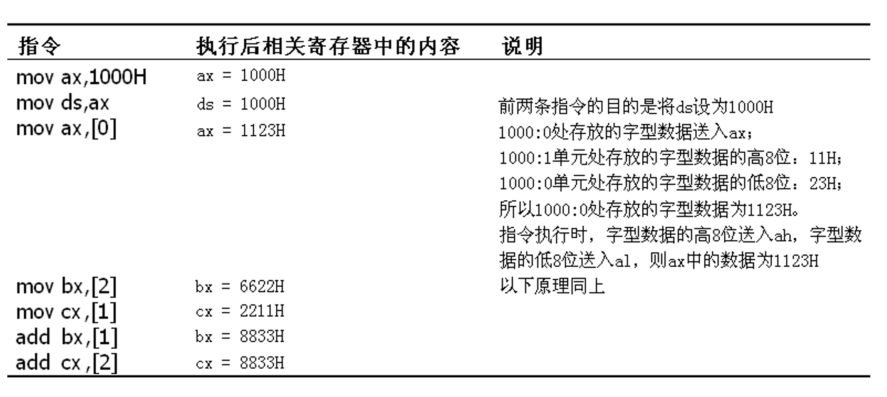 指令 执行后相关寄存器中的内容 说明
mov ax,1000H ax = 1000H
mov ds,ax ds = 1000H 前两条指令的目的是将ds设为1000H
mov ax,[0] ax = 1123H 1000:0处存放的字型数据送入ax；
1000:1单元处存放的字型数据的高8位：11H；
1000:0单元处存放的字型数据的低8位：23H；
所以1000:0处存放的字型数据为1123H。
指令执行时，字型数据的高8位送入ah，字型数
据的低8位送入al，则ax中的数据为1123H
mov bx,[2] bx = 6622H 以下原理同上
mov cx,[1] cx = 2211H
add bx,[1] bx = 8833H
add cx ,[2] cx = 8833H